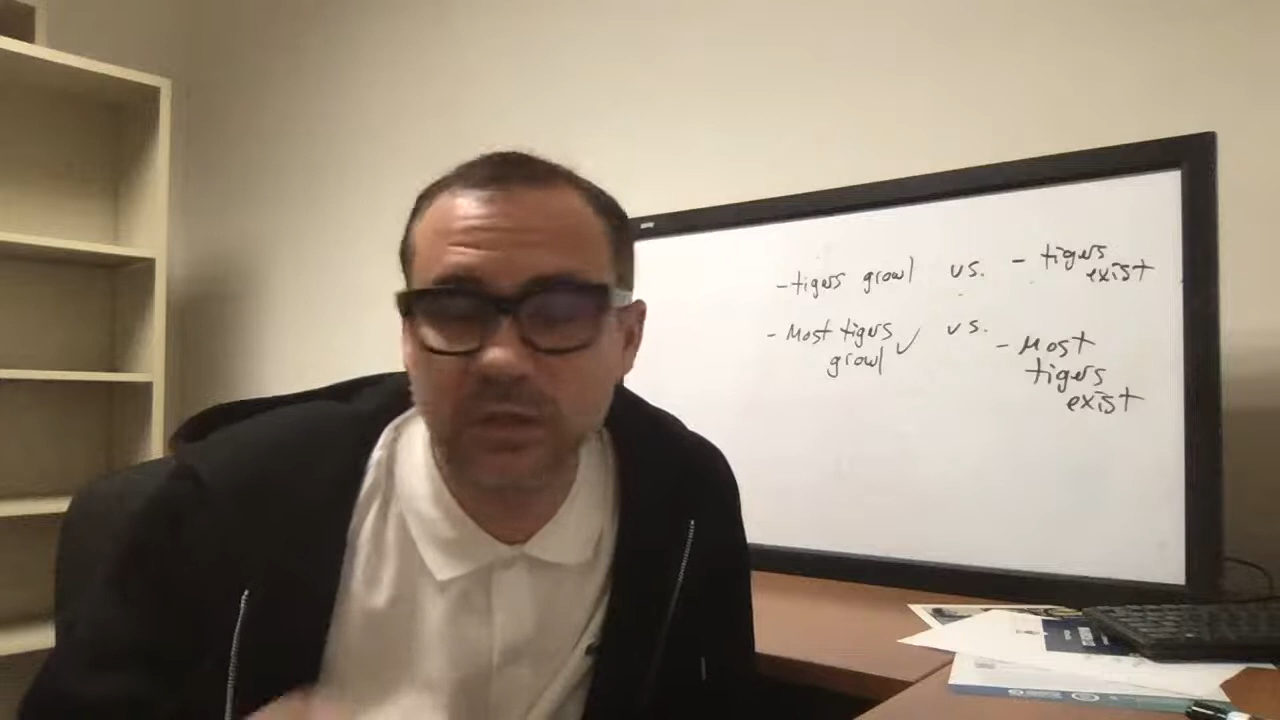 - tigers growl vs. - tigers
exist
- Most tigers vs. - Most
growl ✓ tigers
exist